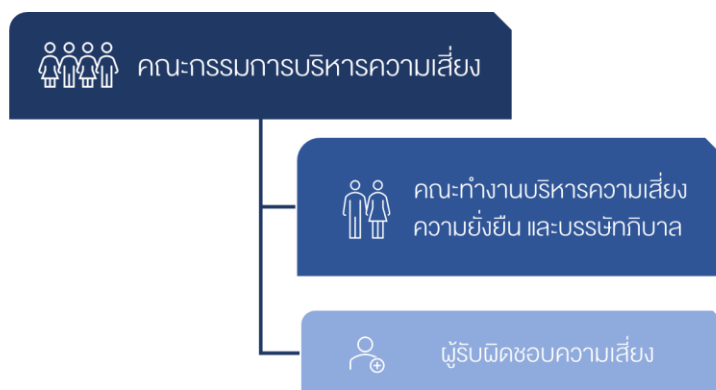 คณะกรรมการบริหารความเสี่ยง
คณะทำงานบริหารความเสี่ยง
ความยั่งยืน และบรรษัทภิบาล
ผู้รับผิดชอบความเสี่ยง